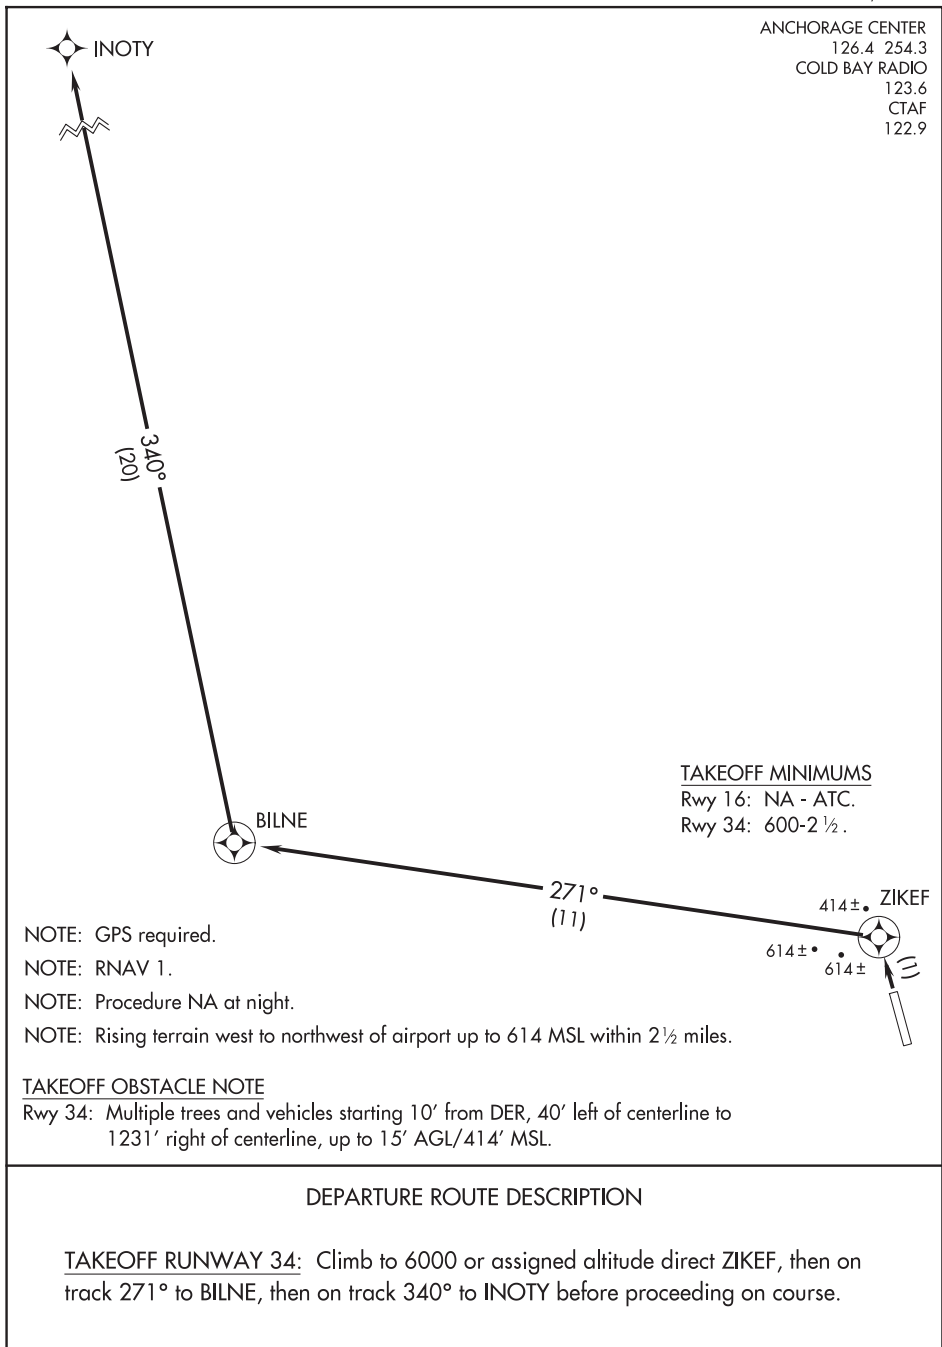 INOTY
ANCHORAGE CENTER
126.4 254.3
COLD BAY RADIO
123.6
CTAF
122.9
340°
(20)
TAKEOFF MINIMUMS
Rwy 16: NA - ATC.
Rwy 34: 600-2 ½ .
BILNE
271°
(11)
414±
ZIKEF
614±
614±
(1)
NOTE: GPS required.
NOTE: RNAV 1.
NOTE: Procedure NA at night.
NOTE: Rising terrain west to northwest of airport up to 614 MSL within 2½ miles.
TAKEOFF OBSTACLE NOTE
Rwy 34: Multiple trees and vehicles starting 10’ from DER, 40’ left of centerline to
1231’ right of centerline, up to 15’ AGL/414’ MSL.
DEPARTURE ROUTE DESCRIPTION
TAKEOFF RUNWAY 34: Climb to 6000 or assigned altitude direct ZIKEF, then on
track 271° to BILNE, then on track 340° to INOTY before proceeding on course.